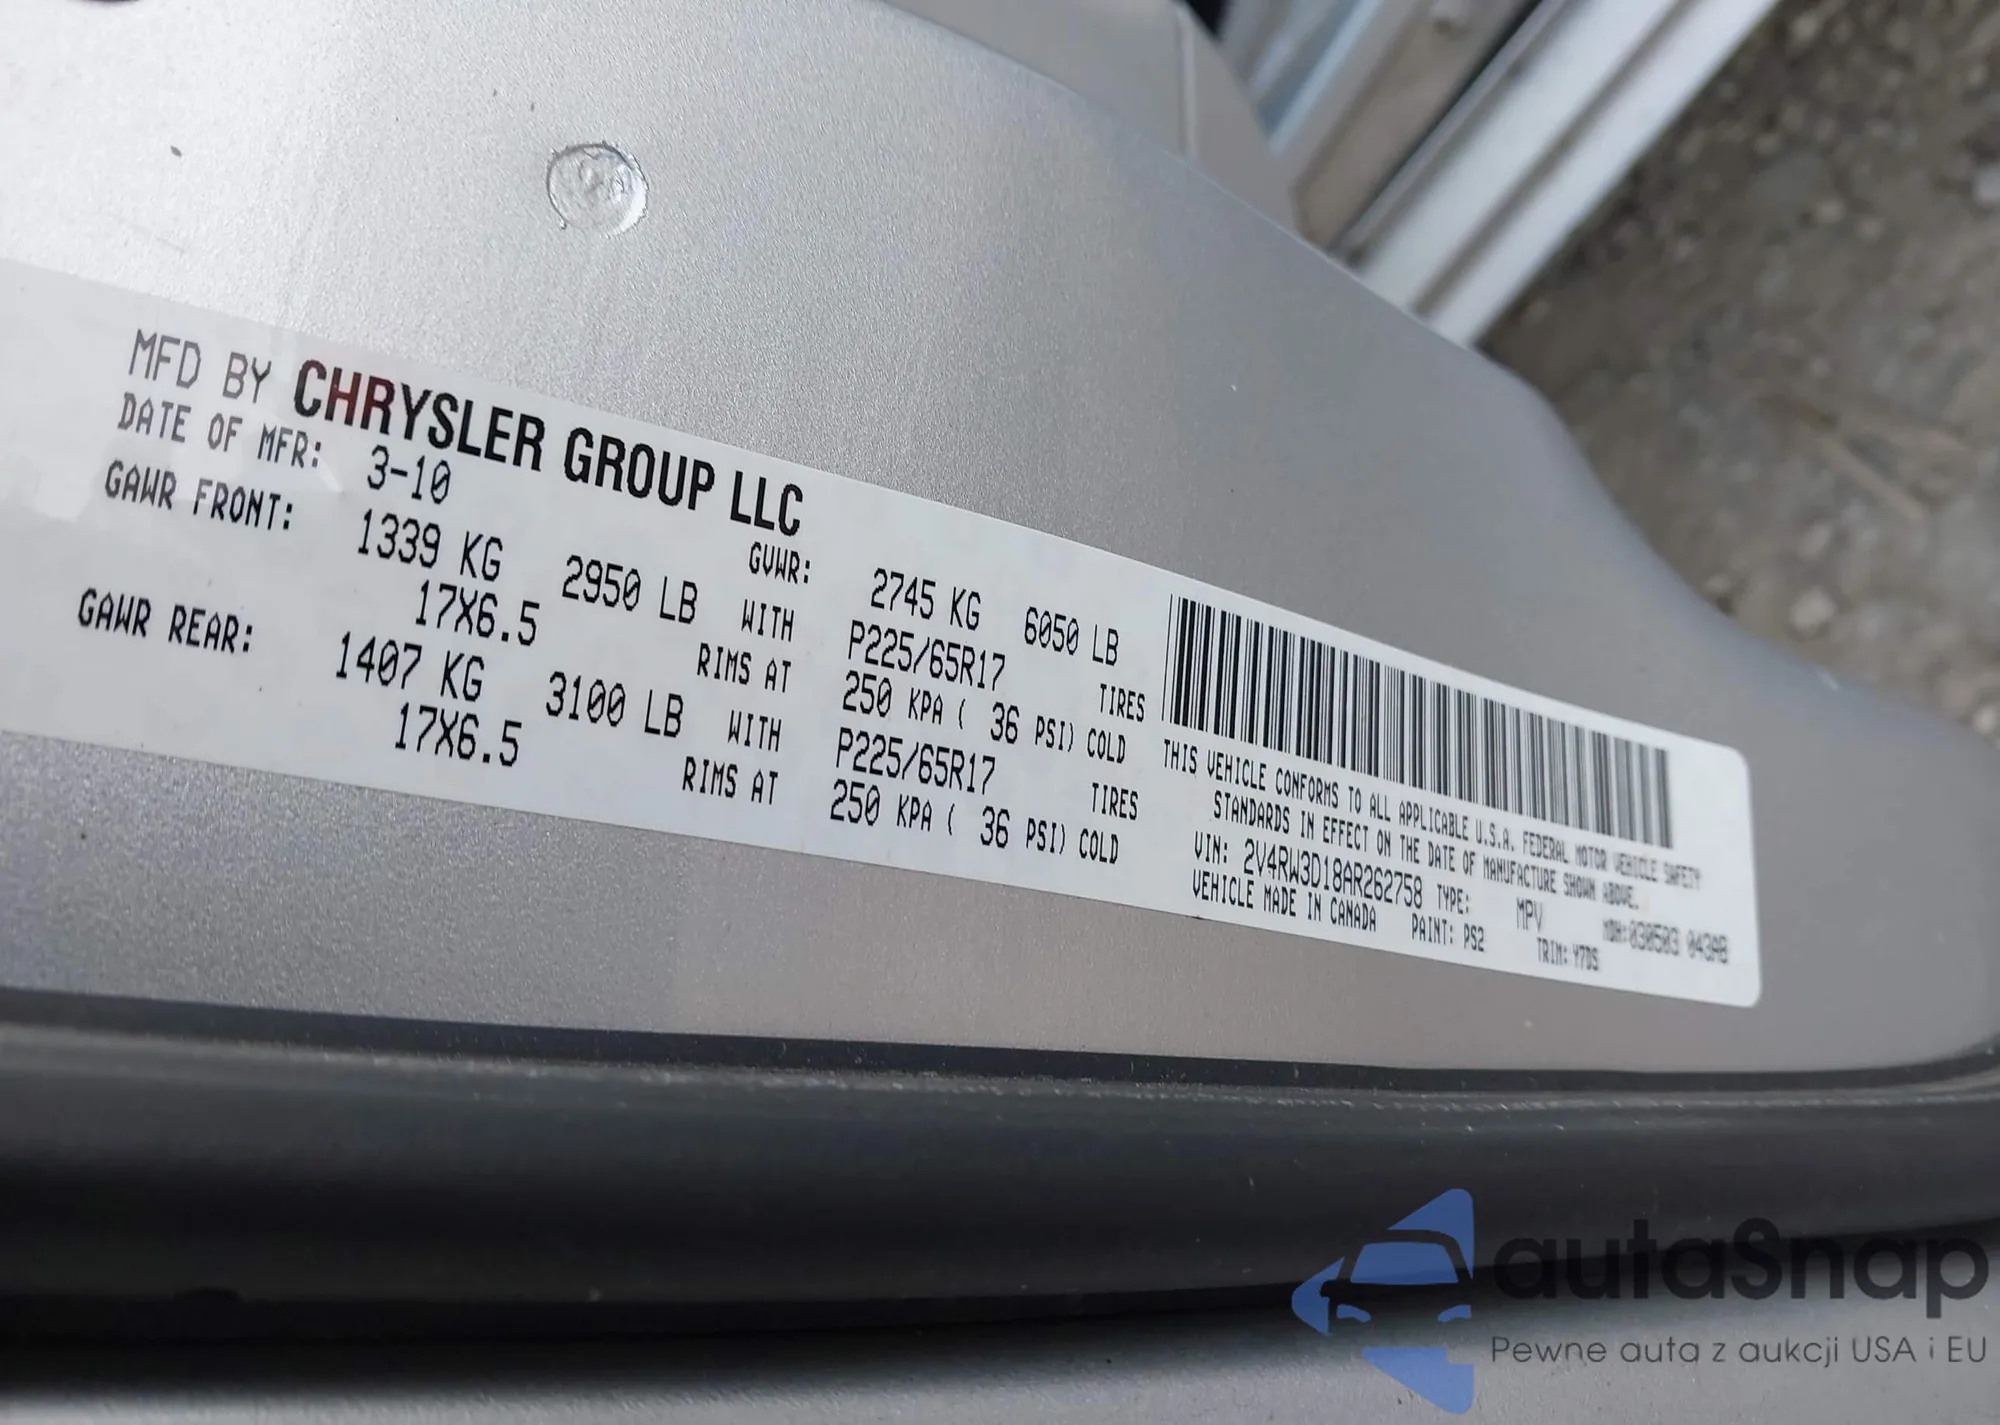 MFD BY CHRYSLER GROUP LLC
DATE OF MFR: 3-10 GVWR: 2745 KG 6050 LB
GAWR FRONT: 1339 KG 2950 LB WITH P225/65R17 TIRES
17X6.5 RIMS AT 250 KPA ( 36 PSI) COLD
GAWR REAR: 1407 KG 3100 LB WITH P225/65R17 TIRES
17X6.5 RIMS AT 250 KPA ( 36 PSI) COLD
THIS VEHICLE CONFORMS TO ALL APPLICABLE U.S.A. FEDERAL MOTOR VEHICLE SAFETY
STANDARDS IN EFFECT ON THE DATE OF MANUFACTURE SHOWN ABOVE.
VIN: 2V4RW3D18AR262758 TYPE: MPV MDH:030503 043AB
VEHICLE MADE IN CANADA PAINT: PS2 TRIM: Y7DS
autaSnap
Pewne auta z aukcji USA i EU